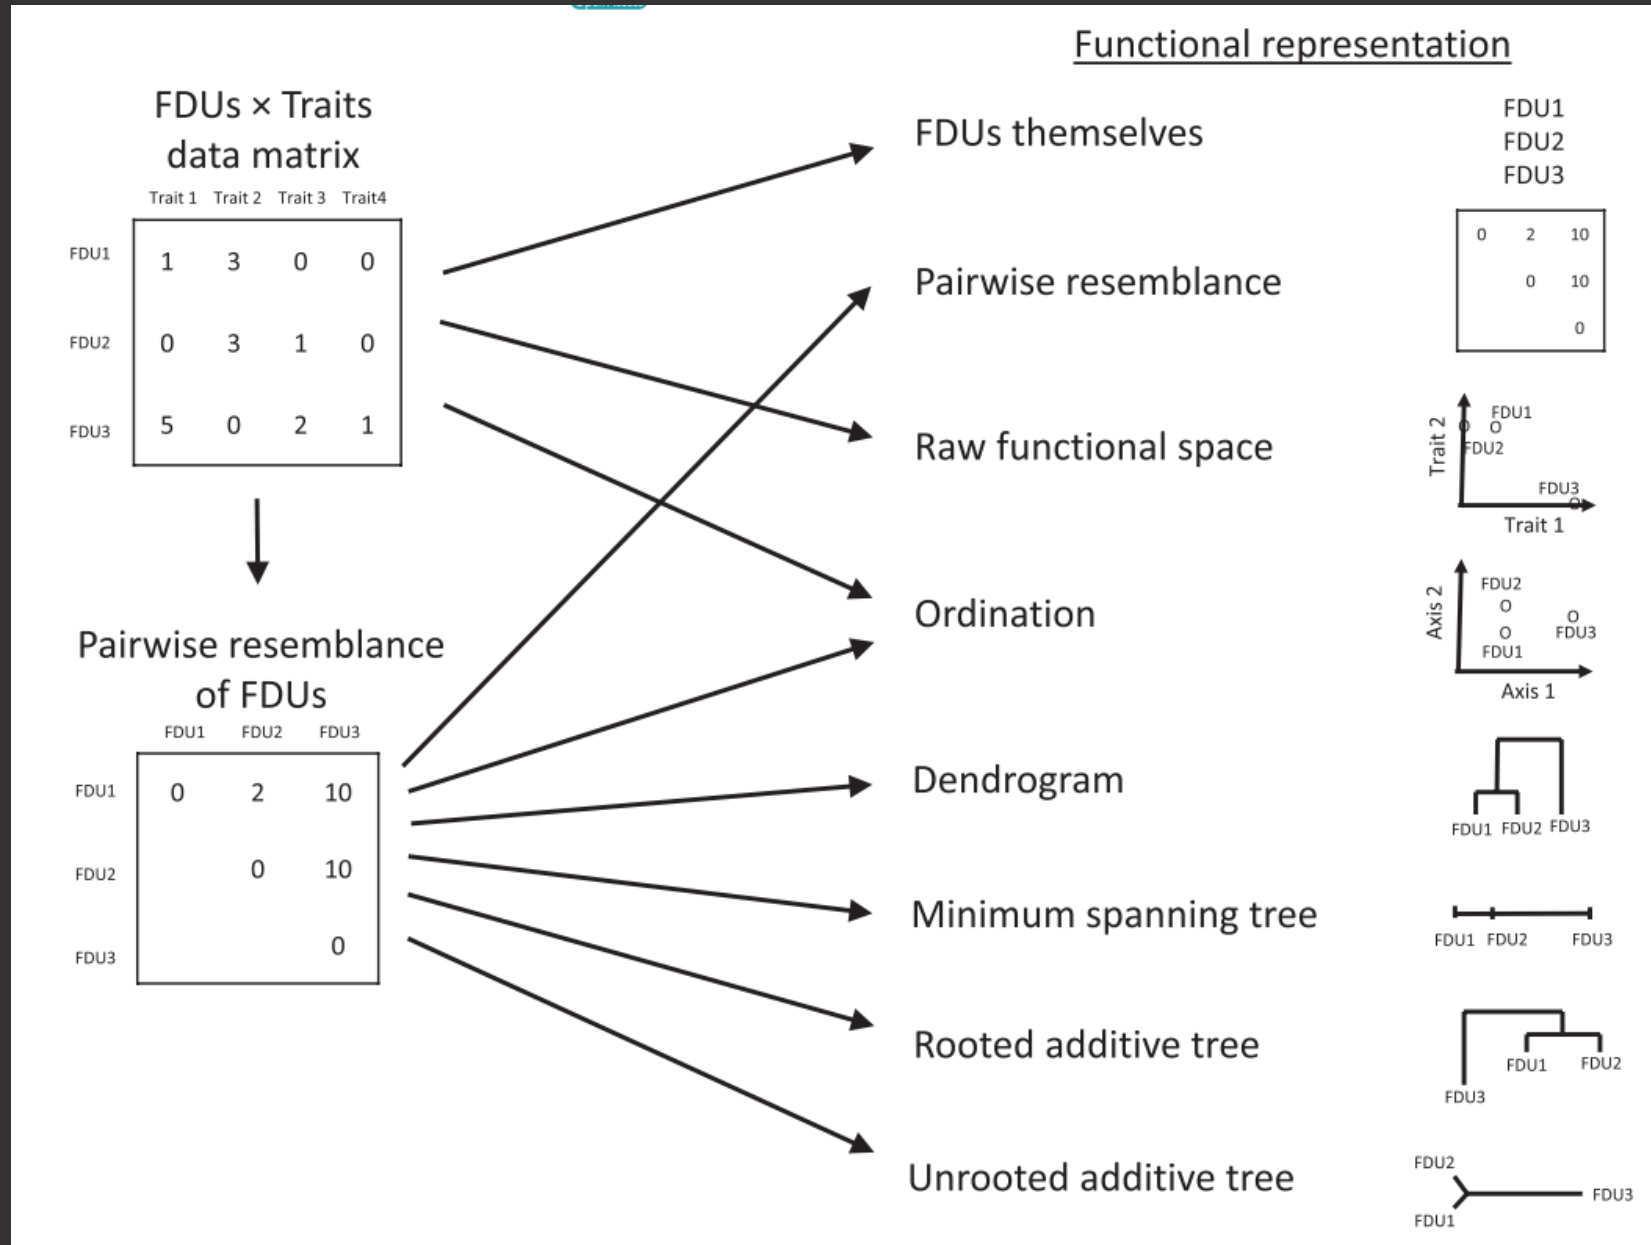 Functional representation
FDUs × Traits
data matrix
Trait 1 Trait 2 Trait 3 Trait4
FDU1 1 3 0 0
FDU2 0 3 1 0
FDU3 5 0 2 1
Pairwise resemblance
of FDUs
FDU1 FDU2 FDU3
FDU1 0 2 10
FDU2 0 10
FDU3 0
FDUs themselves
FDU1
FDU2
FDU3
Pairwise resemblance
0 2 10
0 10
0
Raw functional space
Trait 2
FDU1
FDU2
FDU3
Trait 1
Ordination
Axis 2
FDU2
FDU3
FDU1
Axis 1
Dendrogram
FDU1 FDU2 FDU3
Minimum spanning tree
FDU1 FDU2 FDU3
Rooted additive tree
FDU1 FDU2
FDU3
Unrooted additive tree
FDU2
FDU3
FDU1